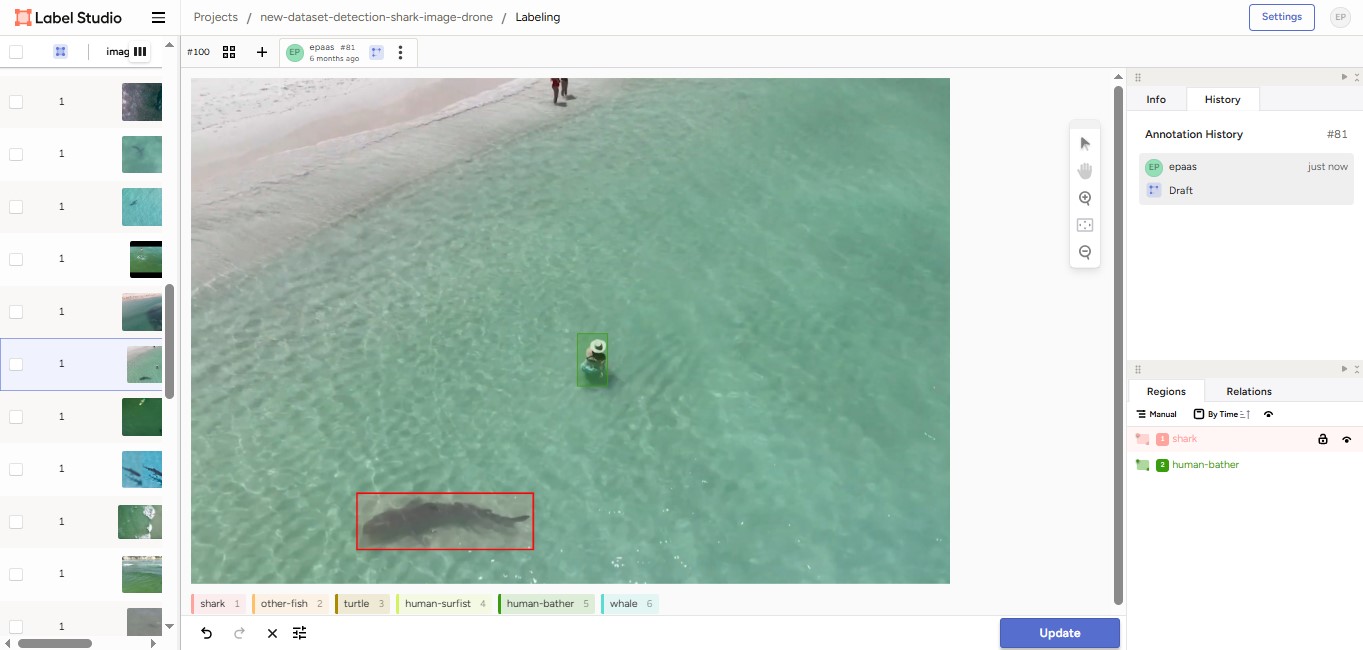 Label Studio
Projects / new-dataset-detection-shark-image-drone / Labeling
Settings
EP
imag
#100
EP
epaas #81
6 months ago
1
1
1
1
1
1
1
1
1
1
1
Info
History
Annotation History #81
EP epaas just now
Draft
Regions
Relations
Manual
By Time
1 shark
2 human-bather
shark 1
other-fish 2
turtle 3
human-surfist 4
human-bather 5
whale 6
Update